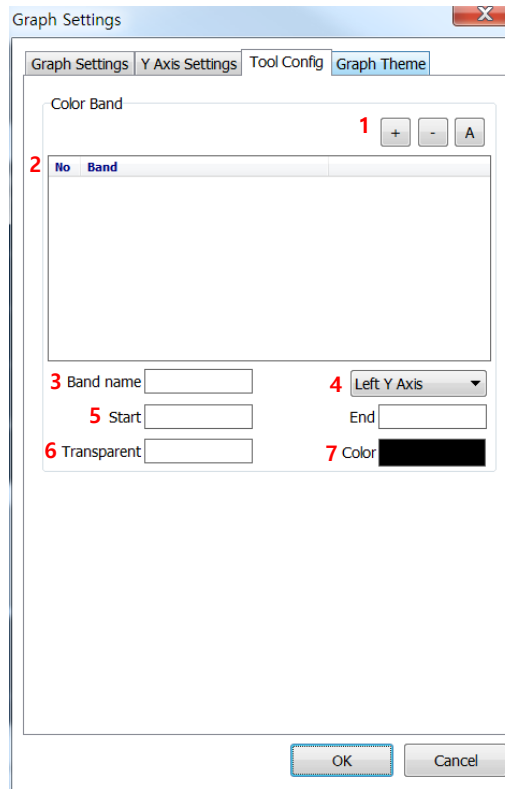 Graph Settings
X
Graph Settings Y Axis Settings Tool Config Graph Theme
Color Band
1 + - A
2 No Band
3 Band name 4 Left Y Axis
5 Start End
6 Transparent 7 Color
OK Cancel